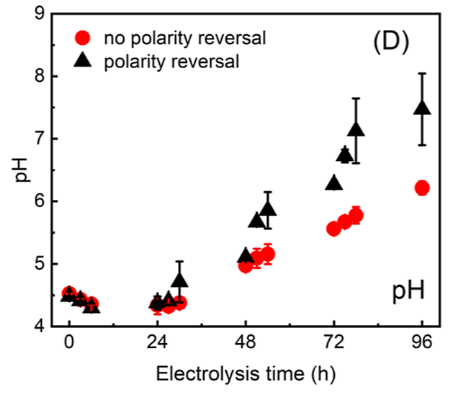 9
8
7
6
5
4
pH
no polarity reversal
polarity reversal
(D)
pH
0 24 48 72 96
Electrolysis time (h)